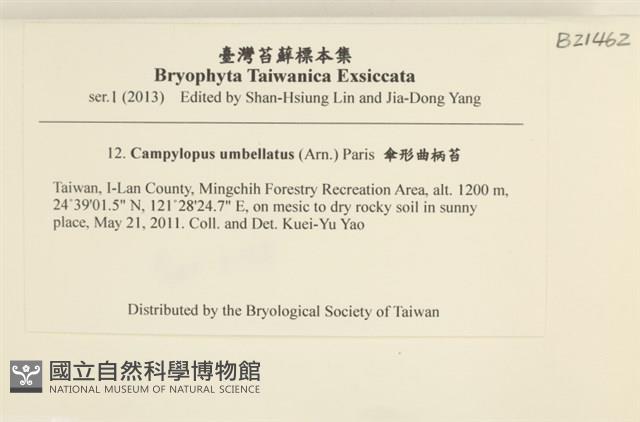 B21462
臺灣苔蘚標本集
Bryophyta Taiwanica Exsiccata
ser.1 (2013) Edited by Shan-Hsiung Lin and Jia-Dong Yang
12. Campylopus umbellatus (Arn.) Paris 傘形曲柄苔
Taiwan, I-Lan County, Mingchih Forestry Recreation Area, alt. 1200 m,
24°39'01.5" N, 121°28'24.7" E, on mesic to dry rocky soil in sunny
place, May 21, 2011. Coll. and Det. Kuei-Yu Yao
Distributed by the Bryological Society of Taiwan
國立自然科學博物館
NATIONAL MUSEUM OF NATURAL SCIENCE